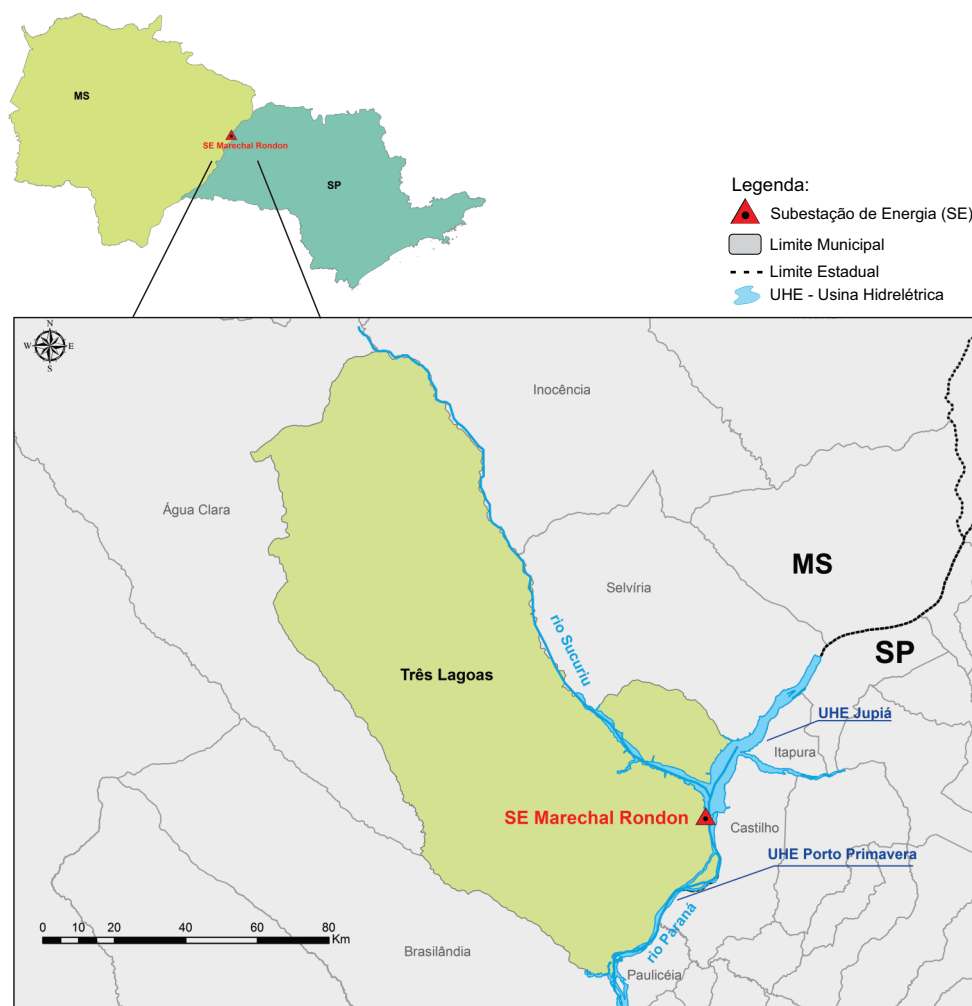 MS
SE Marechal Rondon
SP
Legenda:
Subestação de Energia (SE)
Limite Municipal
Limite Estadual
UHE - Usina Hidrelétrica
N
W
E
S
Inocência
Água Clara
MS
Selvíria
rio Sucuriu
SP
Três Lagoas
UHE Jupiá
Itapura
SE Marechal Rondon
Castilho
UHE Porto Primavera
rio Paraná
0 10 20 40 60 80
Km
Brasilândia
Paulicéia